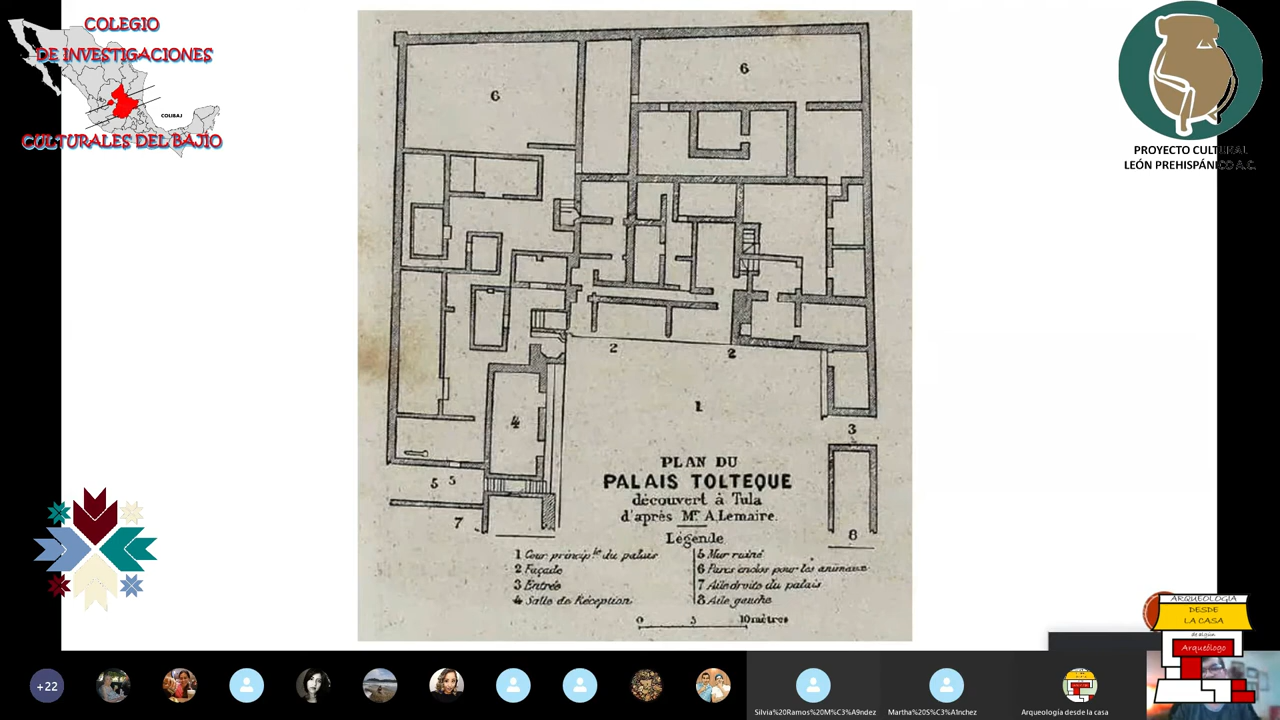 COLEGIO
DE INVESTIGACIONES
COLIBAJ
CULTURALES DEL BAJÍO
PROYECTO CULTURAL
LEÓN PREHISPÁNICO A.C.
6
6
2
2
1
4
3
5 5
7
8
PLAN DU
PALAIS TOLTEQUE
découvert à Tula
d'après Mr A.Lemaire.
Légende
1 Cour princip.le du palais
2 Façade
3 Entrée
4 Salle de Réception.
5 Mur ruiné
6 Parcs enclos pour les animaux
7 Aile droite du palais
8 Aile gauche
0 5 10 mètres
ARQUEOLOGÍA
DESDE
LA CASA
de algún
Arqueólogo
+22
Silvia%20Ramos%20M%C3%A9ndez
Martha%20S%C3%A1nchez
Arqueología desde la casa